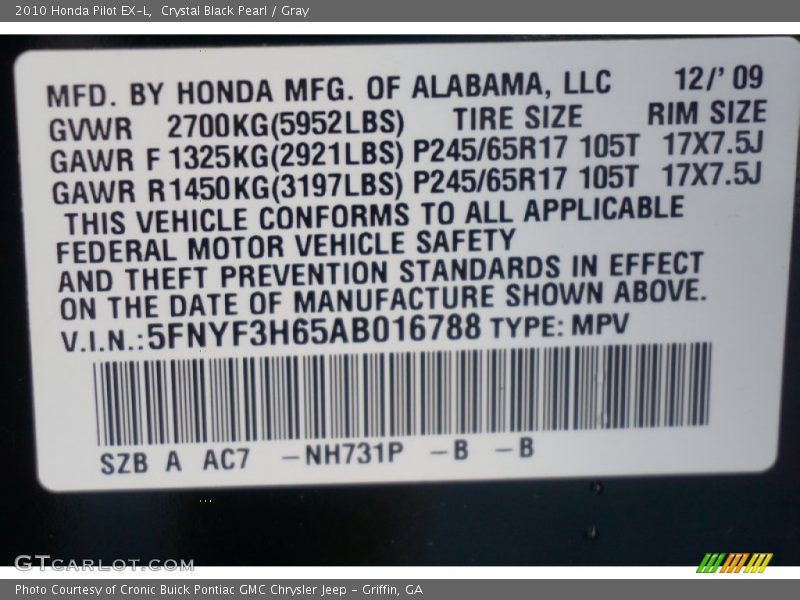 2010 Honda Pilot EX-L, Crystal Black Pearl / Gray
MFD. BY HONDA MFG. OF ALABAMA, LLC 12/'09
GVWR 2700KG(5952LBS) TIRE SIZE RIM SIZE
GAWR F 1325KG(2921LBS) P245/65R17 105T 17X7.5J
GAWR R 1450KG(3197LBS) P245/65R17 105T 17X7.5J
THIS VEHICLE CONFORMS TO ALL APPLICABLE
FEDERAL MOTOR VEHICLE SAFETY
AND THEFT PREVENTION STANDARDS IN EFFECT
ON THE DATE OF MANUFACTURE SHOWN ABOVE.
V.I.N.:5FNYF3H65AB016788 TYPE: MPV
SZB A AC7 -NH731P -B -B
GTCARLOT.COM
Photo Courtesy of Cronic Buick Pontiac GMC Chrysler Jeep - Griffin, GA